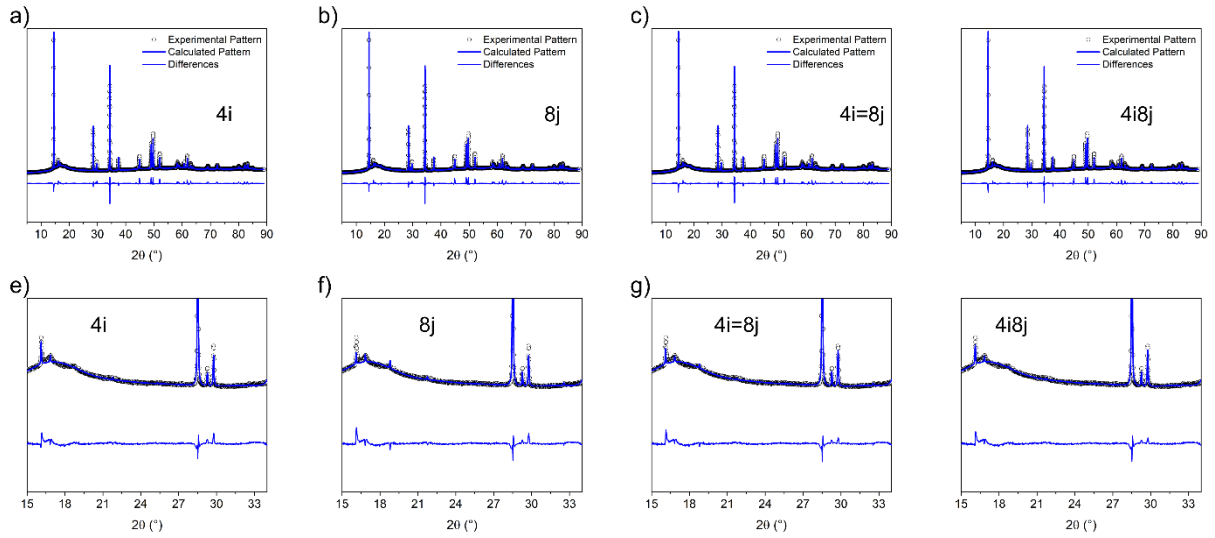 a)
Experimental Pattern
Calculated Pattern
Differences
4i
5 10 20 30 40 50 60 70 80 90
2θ (°)
b)
Experimental Pattern
Calculated Pattern
Differences
8j
5 10 20 30 40 50 60 70 80 90
2θ (°)
c)
Experimental Pattern
Calculated Pattern
Differences
4i=8j
5 10 20 30 40 50 60 70 80 90
2θ (°)
Experimental Pattern
Calculated Pattern
Differences
4i8j
5 10 20 30 40 50 60 70 80 90
2θ (°)
e)
4i
15 18 21 24 27 30 33
2θ (°)
f)
8j
15 18 21 24 27 30 33
2θ (°)
g)
4i=8j
15 18 21 24 27 30 33
2θ (°)
4i8j
15 18 21 24 27 30 33
2θ (°)